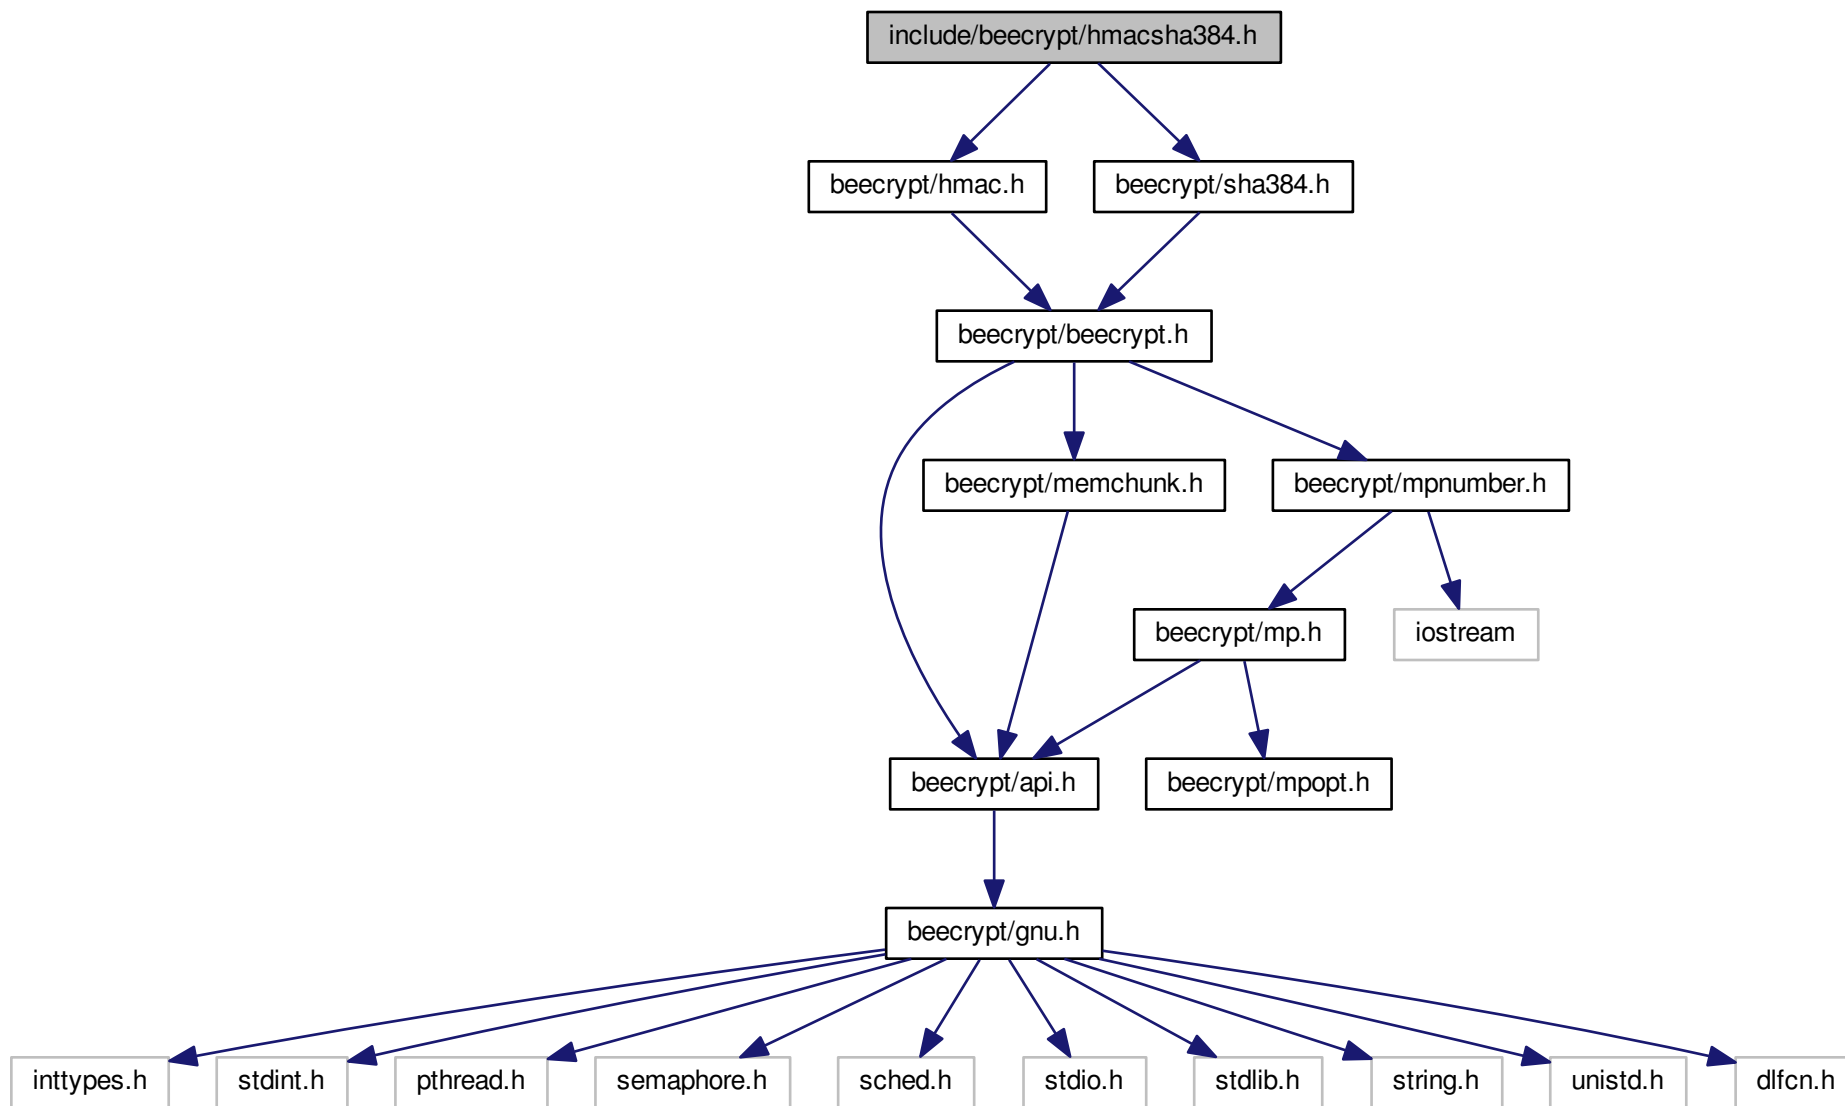 include/beecrypt/hmacsha384.h
beecrypt/hmac.h
beecrypt/sha384.h
beecrypt/beecrypt.h
beecrypt/memchunk.h
beecrypt/mpnumber.h
beecrypt/mp.h
iostream
beecrypt/api.h
beecrypt/mpopt.h
beecrypt/gnu.h
inttypes.h
stdint.h
pthread.h
semaphore.h
sched.h
stdio.h
stdlib.h
string.h
unistd.h
dlfcn.h